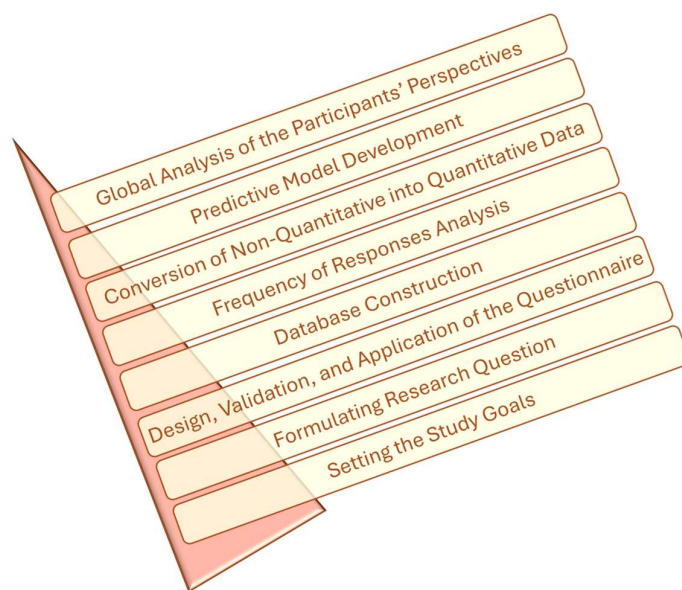 Global Analysis of the Participants’ Perspectives
Predictive Model Development
Conversion of Non-Quantitative into Quantitative Data
Frequency of Responses Analysis
Database Construction
Design, Validation, and Application of the Questionnaire
Formulating Research Question
Setting the Study Goals